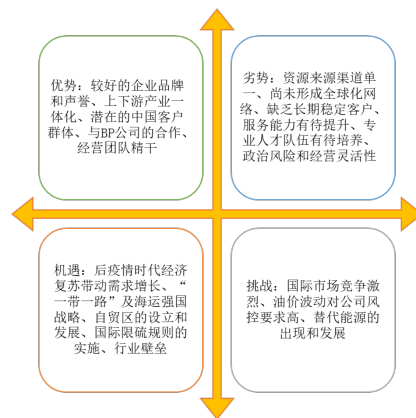 优势：较好的企业品牌
和声誉、上下游产业一
体化、潜在的中国客户
群体、与BP公司的合作、
经营团队精干
劣势：资源来源渠道单
一、尚未形成全球化网
络、缺乏长期稳定客户、
服务能力有待提升、专
业人才队伍有待培养、
政治风险和经营灵活性
机遇：后疫情时代经济
复苏带动需求增长、“
一带一路”及海运强国
战略、自贸区的设立和
发展、国际限硫规则的
实施、行业壁垒
挑战：国际市场竞争激
烈、油价波动对公司风
控要求高、替代能源的
出现和发展